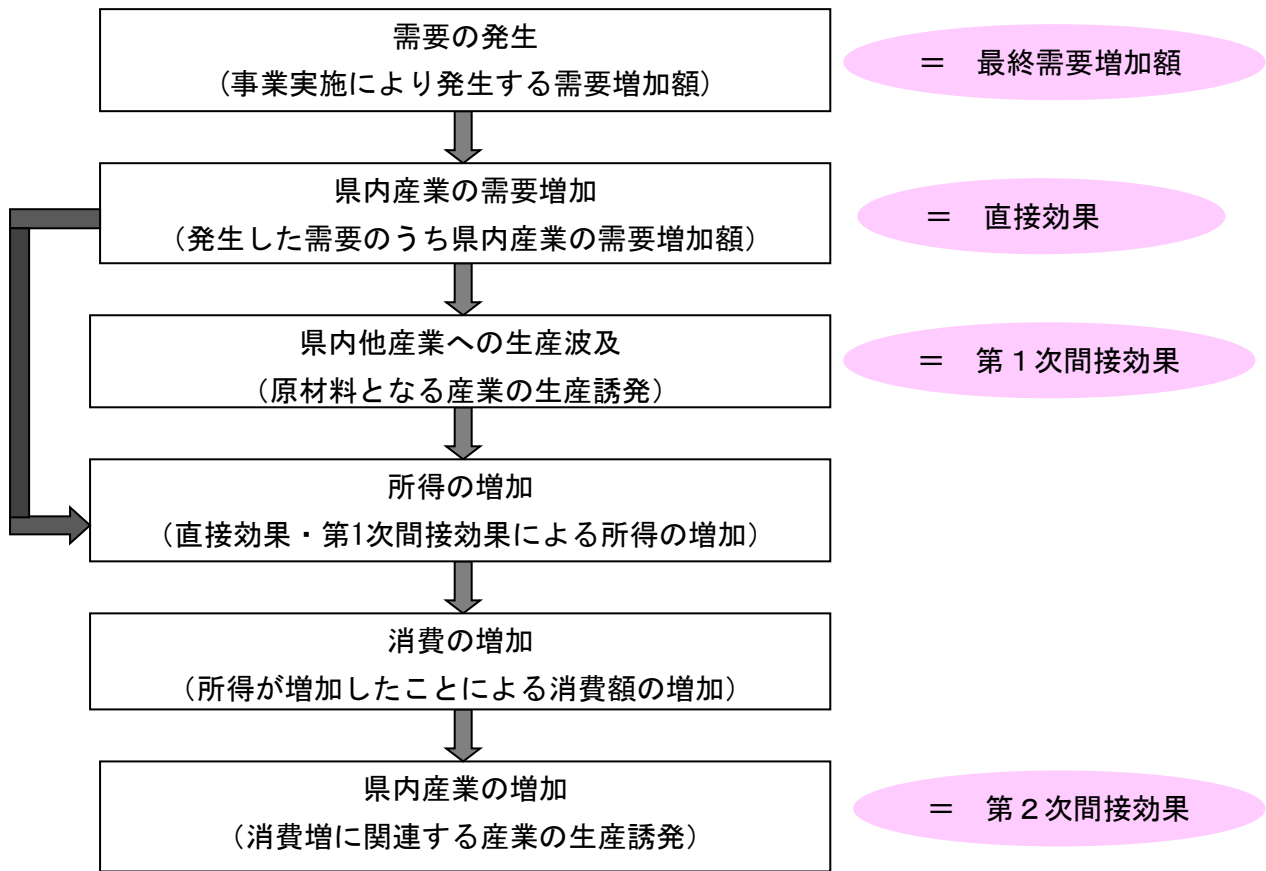 需要の発生
（事業実施により発生する需要増加額）
＝　最終需要増加額
県内産業の需要増加
（発生した需要のうち県内産業の需要増加額）
＝　直接効果
県内他産業への生産波及
（原材料となる産業の生産誘発）
＝　第１次間接効果
所得の増加
（直接効果・第1次間接効果による所得の増加）
消費の増加
（所得が増加したことによる消費額の増加）
県内産業の増加
（消費増に関連する産業の生産誘発）
＝　第２次間接効果